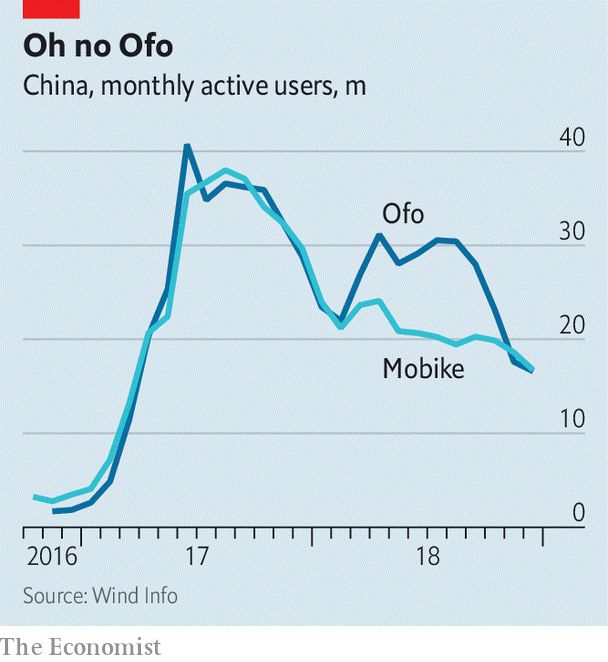 Oh no Ofo
China, monthly active users, m
40
Ofo
30
20
Mobike
10
0
2016 17 18
Source: Wind Info
The Economist